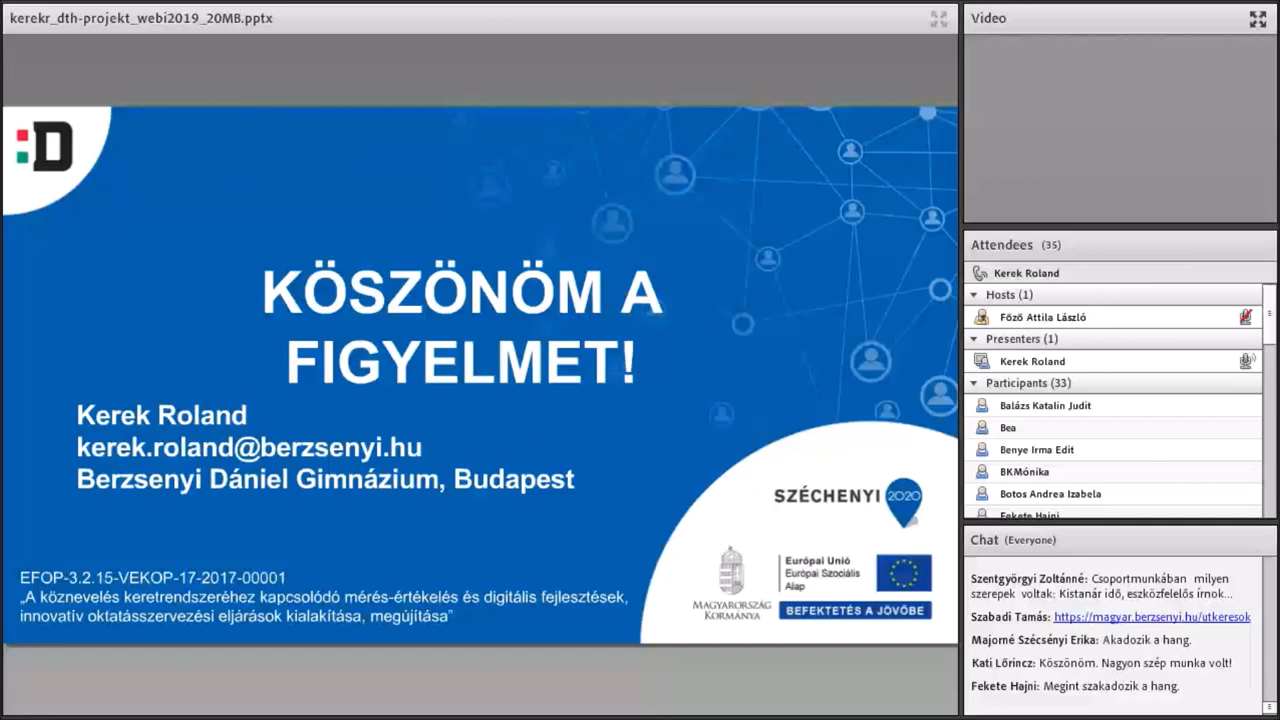 kerekr_dth-projekt_webi2019_20MB.pptx
:D
KÖSZÖNÖM A
FIGYELMET!
Kerek Roland
kerek.roland@berzsenyi.hu
Berzsenyi Dániel Gimnázium, Budapest
SZÉCHENYI 2020
MAGYARORSZÁG
KORMÁNYA
Európai Unió
Európai Szociális
Alap
BEFEKTETÉS A JÖVŐBE
EFOP-3.2.15-VEKOP-17-2017-00001
„A köznevelés keretrendszeréhez kapcsolódó mérés-értékelés és digitális fejlesztések,
innovatív oktatásszervezési eljárások kialakítása, megújítása”
Video
Attendees (35)
Kerek Roland
Hosts (1)
Főző Attila László
Presenters (1)
Kerek Roland
Participants (33)
Balázs Katalin Judit
Bea
Benye Irma Edit
BKMónika
Botos Andrea Izabela
Fekete Hajni
Chat (Everyone)
Szentgyörgyi Zoltánné: Csoportmunkában milyen
szerepek voltak: Kistanár idő, eszközfelelős írnok...
Szabadi Tamás: https://magyar.berzsenyi.hu/utkeresok
Majorné Szécsényi Erika: Akadozik a hang.
Kati Lőrincz: Köszönöm. Nagyon szép munka volt!
Fekete Hajni: Megint szakadozik a hang.